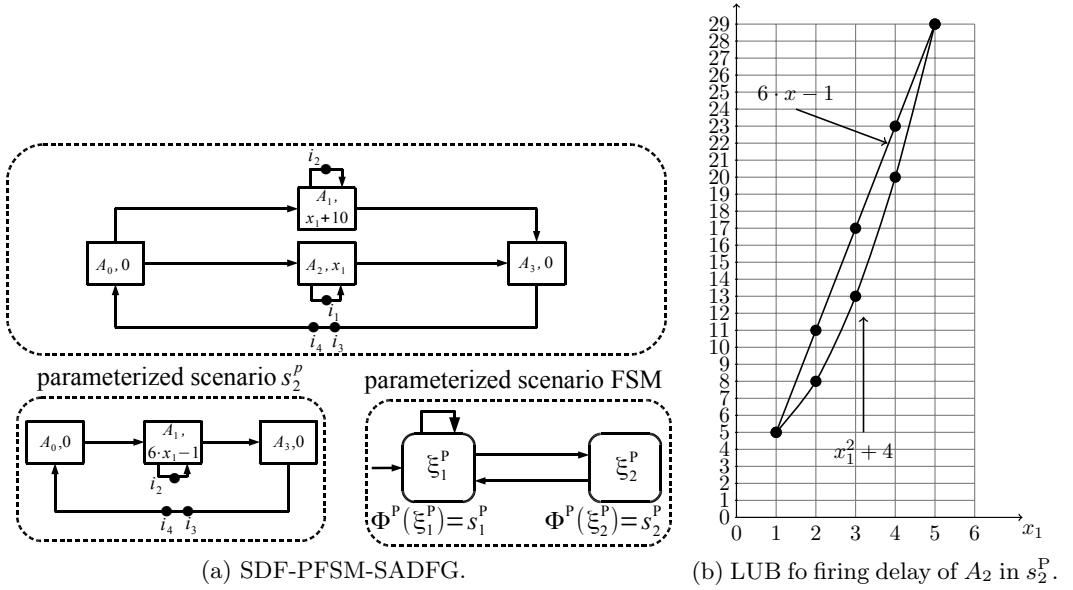 i₂
A₁,
x₁+10
A₀,0
A₂,x₁
A₃,0
i₁
i₄ i₃
parameterized scenario s₂ᵖ
A₀,0
A₁,
6·x₁−1
A₃,0
i₂
i₄ i₃
parameterized scenario FSM
ξ₁ᴾ
ξ₂ᴾ
Φᴾ(ξ₁ᴾ)=s₁ᴾ
Φᴾ(ξ₂ᴾ)=s₂ᴾ
(a) SDF-PFSM-SADFG.
29
28
27
26
25
24
23
22
21
20
19
18
17
16
15
14
13
12
11
10
9
8
7
6
5
4
3
2
1
0
6 · x − 1
x₁² + 4
0 1 2 3 4 5 6 x₁
(b) LUB fo firing delay of A₂ in s₂ᴾ.